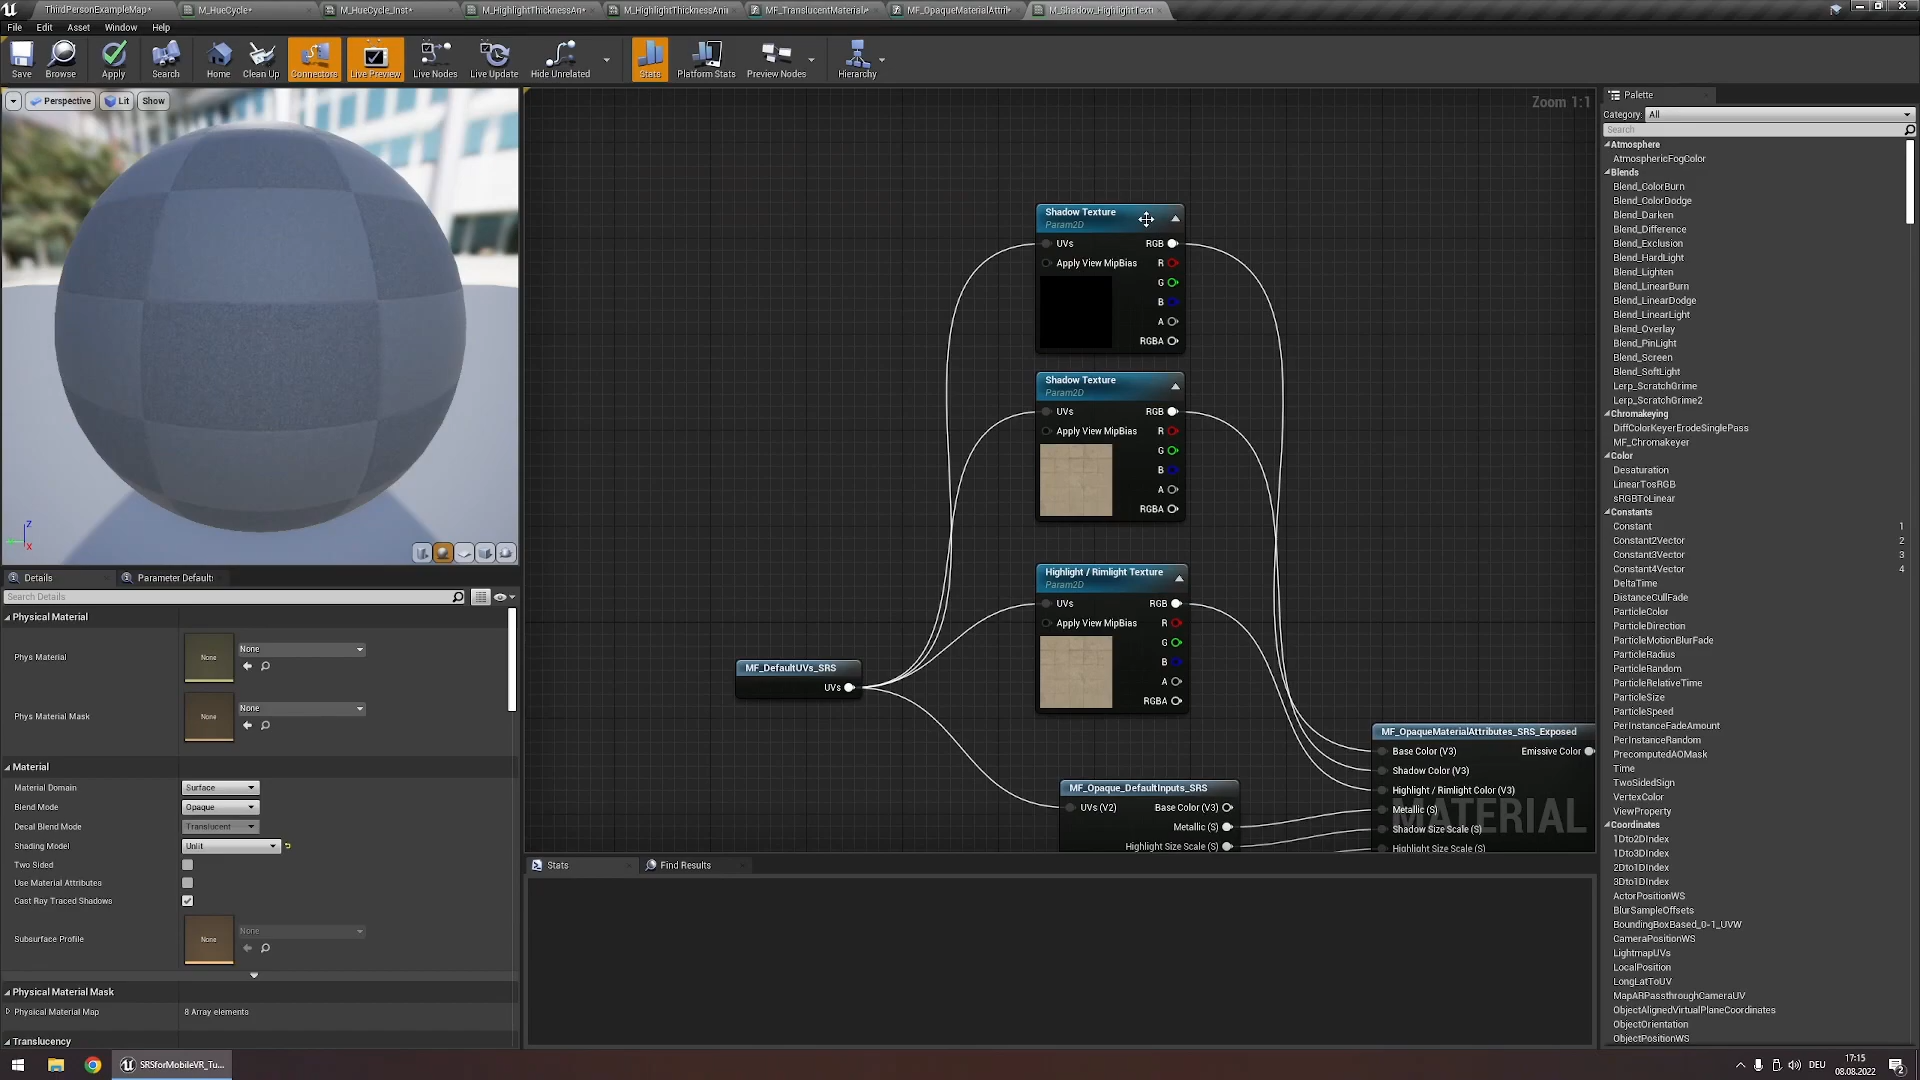 ThirdPersonExampleMap*
M_HueCycle*
M_HueCycle_Inst*
M_HighlightThicknessAn*
M_HighlightThicknessAni
MF_TranslucentMaterial*
MF_OpaqueMaterialAttri*
M_Shadow_HighlightTextu
File Edit Asset Window Help
Save Browse Apply Search Home Clean Up Connectors Live Preview Live Nodes Live Update Hide Unrelated Stats Platform Stats Preview Nodes Hierarchy
Perspective Lit Show
Zoom 1:1
Shadow Texture
Param2D
UVs RGB
Apply View MipBias R
G
B
A
RGBA
Shadow Texture
Param2D
UVs RGB
Apply View MipBias R
G
B
A
RGBA
Highlight / Rimlight Texture
Param2D
UVs RGB
Apply View MipBias R
G
B
A
RGBA
MF_DefaultUVs_SRS
UVs
MF_Opaque_DefaultInputs_SRS
UVs (V2) Base Color (V3)
Metallic (S)
Highlight Size Scale (S)
MF_OpaqueMaterialAttributes_SRS_Exposed
Base Color (V3) Emissive Color
Shadow Color (V3)
Highlight / Rimlight Color (V3)
Metallic (S)
Shadow Size Scale (S)
Highlight Size Scale (S)
MATERIAL
Z
X
Details Parameter Default:
Search Details
Physical Material
Phys Material None None
Phys Material Mask None None
Material
Material Domain Surface
Blend Mode Opaque
Decal Blend Mode Translucent
Shading Model Unlit
Two Sided
Use Material Attributes
Cast Ray Traced Shadows
Subsurface Profile None None
Physical Material Mask
Physical Material Map 8 Array elements
Translucency
Stats Find Results
Palette
Category: All
Search
Atmosphere
AtmosphericFogColor
Blends
Blend_ColorBurn
Blend_ColorDodge
Blend_Darken
Blend_Difference
Blend_Exclusion
Blend_HardLight
Blend_Lighten
Blend_LinearBurn
Blend_LinearDodge
Blend_LinearLight
Blend_Overlay
Blend_PinLight
Blend_Screen
Blend_SoftLight
Lerp_ScratchGrime
Lerp_ScratchGrime2
Chromakeying
DiffColorKeyerErodeSinglePass
MF_Chromakeyer
Color
Desaturation
LinearTosRGB
sRGBToLinear
Constants
Constant 1
Constant2Vector 2
Constant3Vector 3
Constant4Vector 4
DeltaTime
DistanceCullFade
ParticleColor
ParticleDirection
ParticleMotionBlurFade
ParticleRadius
ParticleRandom
ParticleRelativeTime
ParticleSize
ParticleSpeed
PerInstanceFadeAmount
PerInstanceRandom
PrecomputedAOMask
Time
TwoSidedSign
VertexColor
ViewProperty
Coordinates
1Dto2DIndex
1Dto3DIndex
2Dto1DIndex
3Dto1DIndex
ActorPositionWS
BlurSampleOffsets
BoundingBoxBased_0-1_UVW
CameraPositionWS
LightmapUVs
LocalPosition
LongLatToUV
MapARPassthroughCameraUV
ObjectAlignedVirtualPlaneCoordinates
ObjectOrientation
ObjectPositionWS
SRSforMobileVR_Tu...
DEU
17:15
08.08.2022
2